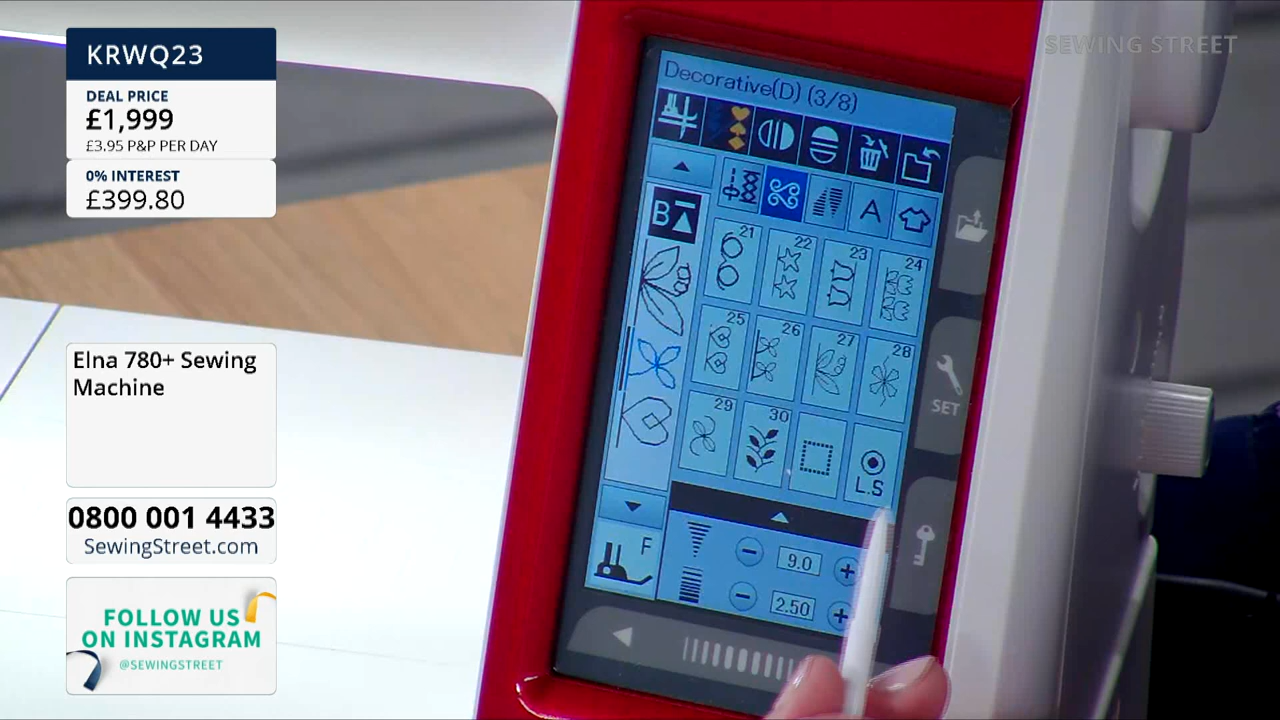 KRWQ23
DEAL PRICE
£1,999
£3.95 P&P PER DAY
0% INTEREST
£399.80
Elna 780+ Sewing
Machine
0800 001 4433
SewingStreet.com
FOLLOW US
ON INSTAGRAM
@SEWINGSTREET
SEWING STREET
Decorative(D) (3/8)
A
B
21 22 23 24
25 26 27 28
29 30
L.S
F
9.0
2.50
SET